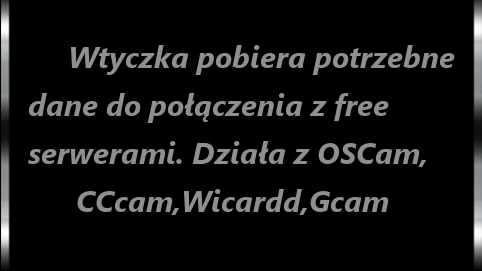 Wtyczka pobiera potrzebne
dane do połączenia z free
serwerami. Działa z OSCam,
CCcam,Wicardd,Gcam